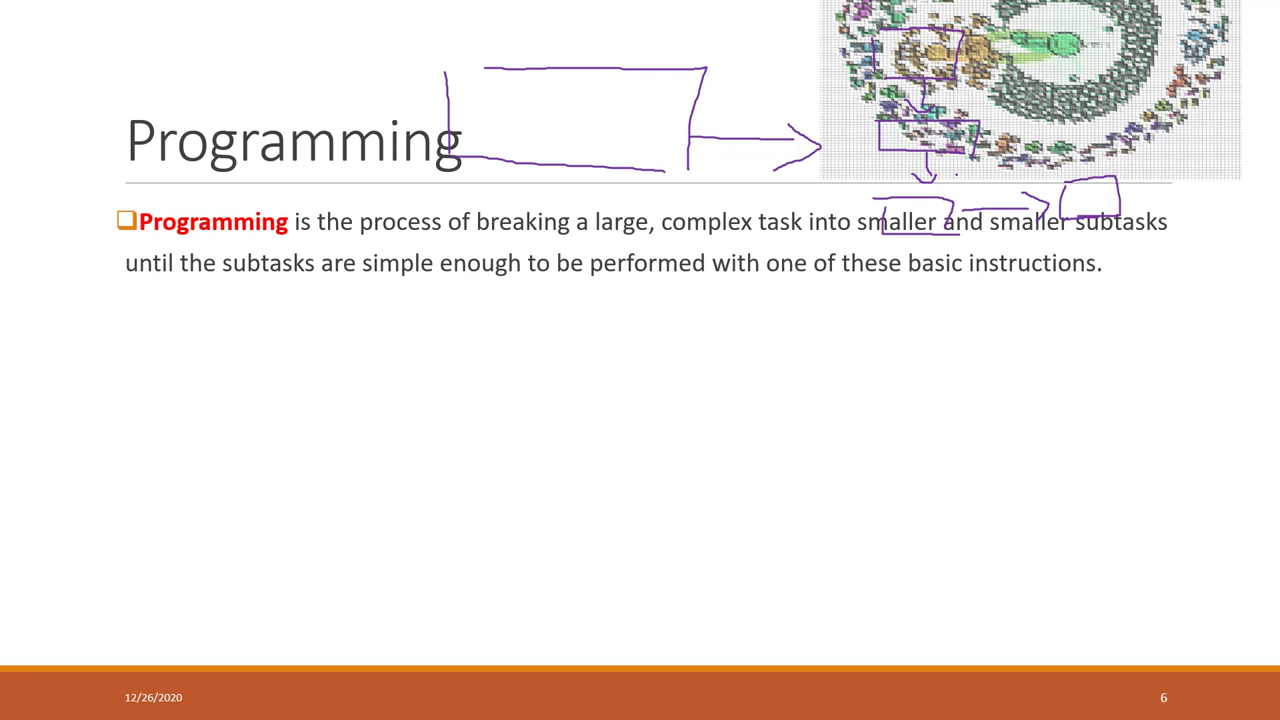 Programming
Programming is the process of breaking a large, complex task into smaller and smaller subtasks
until the subtasks are simple enough to be performed with one of these basic instructions.
12/26/2020
6